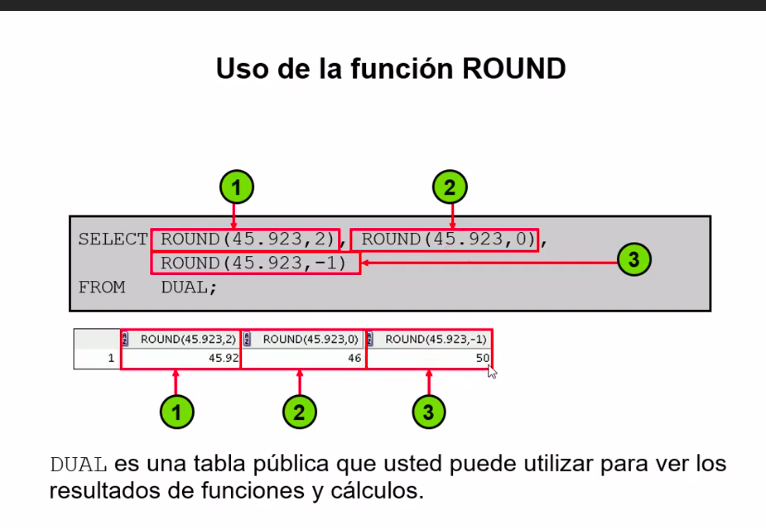 Uso de la función ROUND
1
2
SELECT ROUND(45.923,2), ROUND(45.923,0),
ROUND(45.923,-1)
3
FROM DUAL;
ROUND(45.923,2) ROUND(45.923,0) ROUND(45.923,-1)
1 45.92 46 50
1 2 3
DUAL es una tabla pública que usted puede utilizar para ver los
resultados de funciones y cálculos.